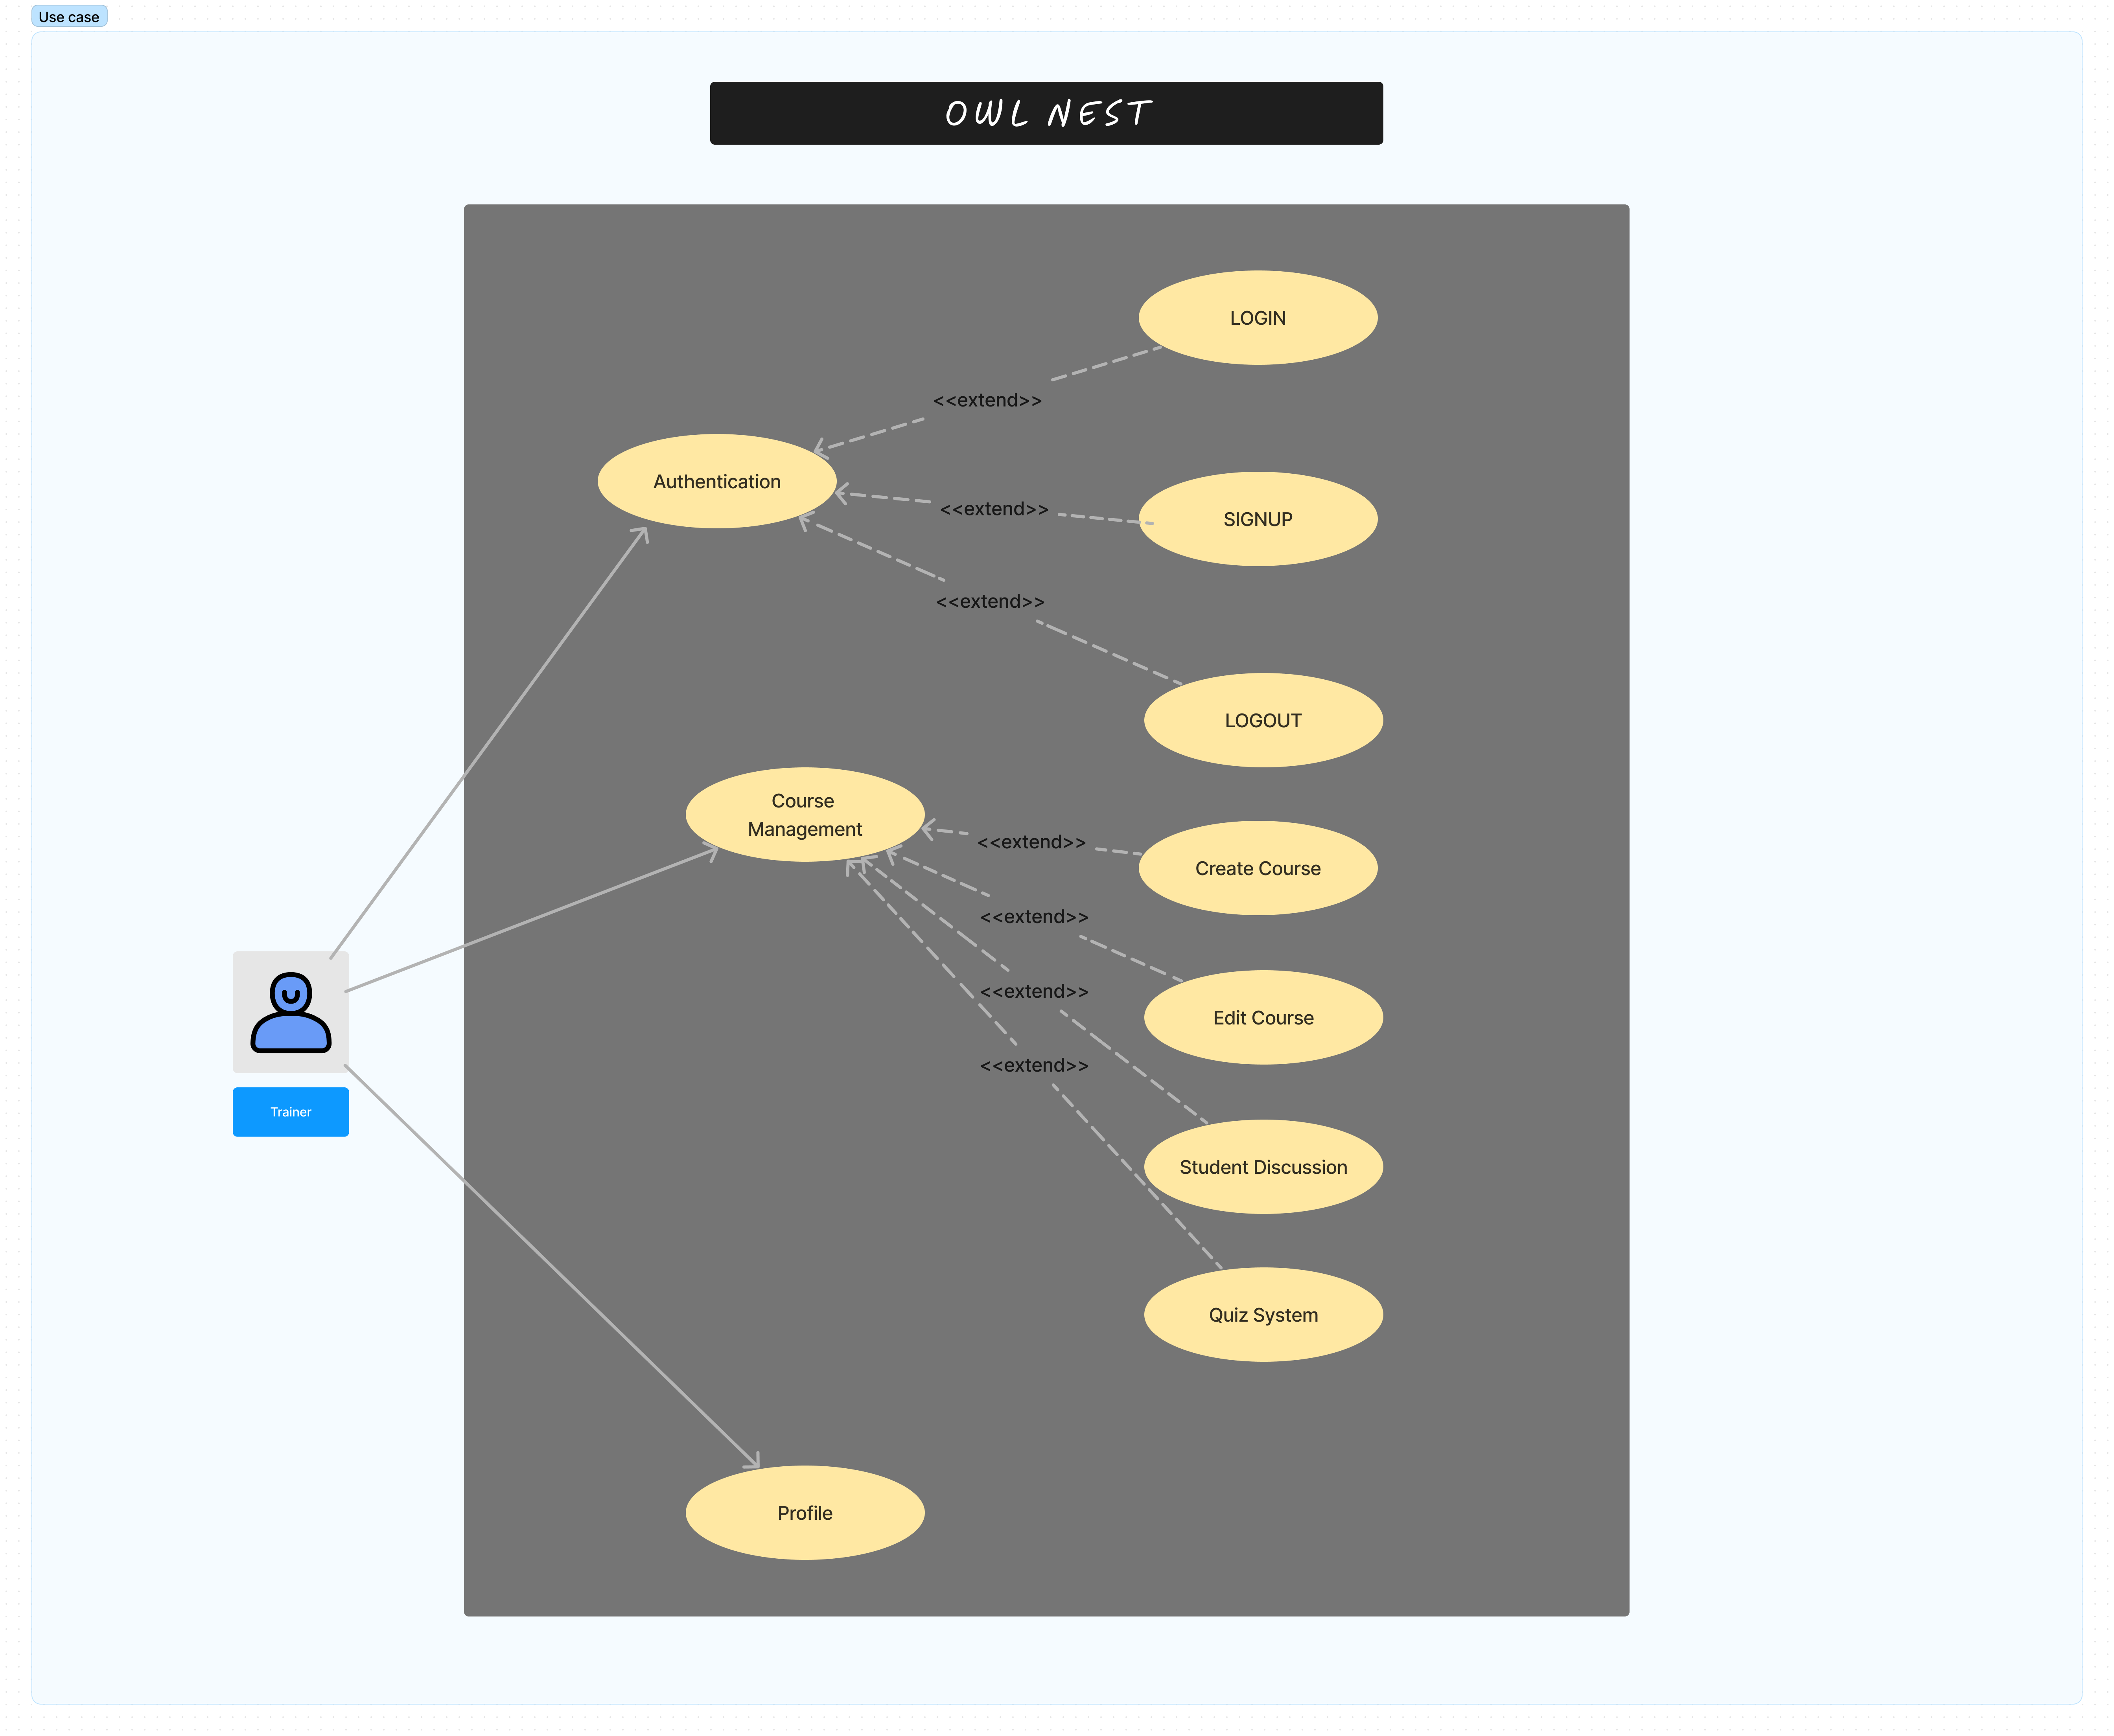 Use case
OWL NEST
LOGIN
<<extend>>
Authentication
<<extend>>
SIGNUP
<<extend>>
LOGOUT
Course
Management
<<extend>>
Create Course
<<extend>>
<<extend>>
Edit Course
<<extend>>
Trainer
Student Discussion
Quiz System
Profile